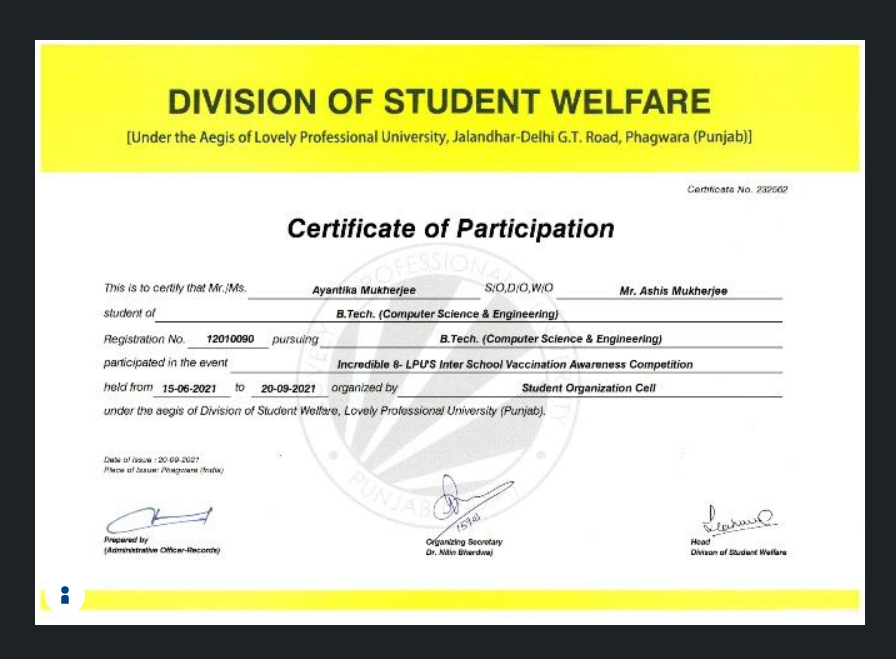 DIVISION OF STUDENT WELFARE
[Under the Aegis of Lovely Professional University, Jalandhar-Delhi G.T. Road, Phagwara (Punjab)]
Certificate No. 232562
Certificate of Participation
This is to certify that Mr./Ms. Ayantika Mukherjee S/O,D/O,W/O Mr. Ashis Mukherjee
student of B.Tech. (Computer Science & Engineering)
Registration No. 12010090 pursuing B.Tech. (Computer Science & Engineering)
participated in the event Incredible 8- LPU'S Inter School Vaccination Awareness Competition
held from 15-06-2021 to 20-09-2021 organized by Student Organization Cell
under the aegis of Division of Student Welfare, Lovely Professional University (Punjab).
Date of Issue : 20-09-2021
Place of Issue: Phagwara (India)
Prepared by
(Administrative Officer-Records)
Organizing Secretary
Dr. Nitin Bhardwaj
Head
Divison of Student Welfare